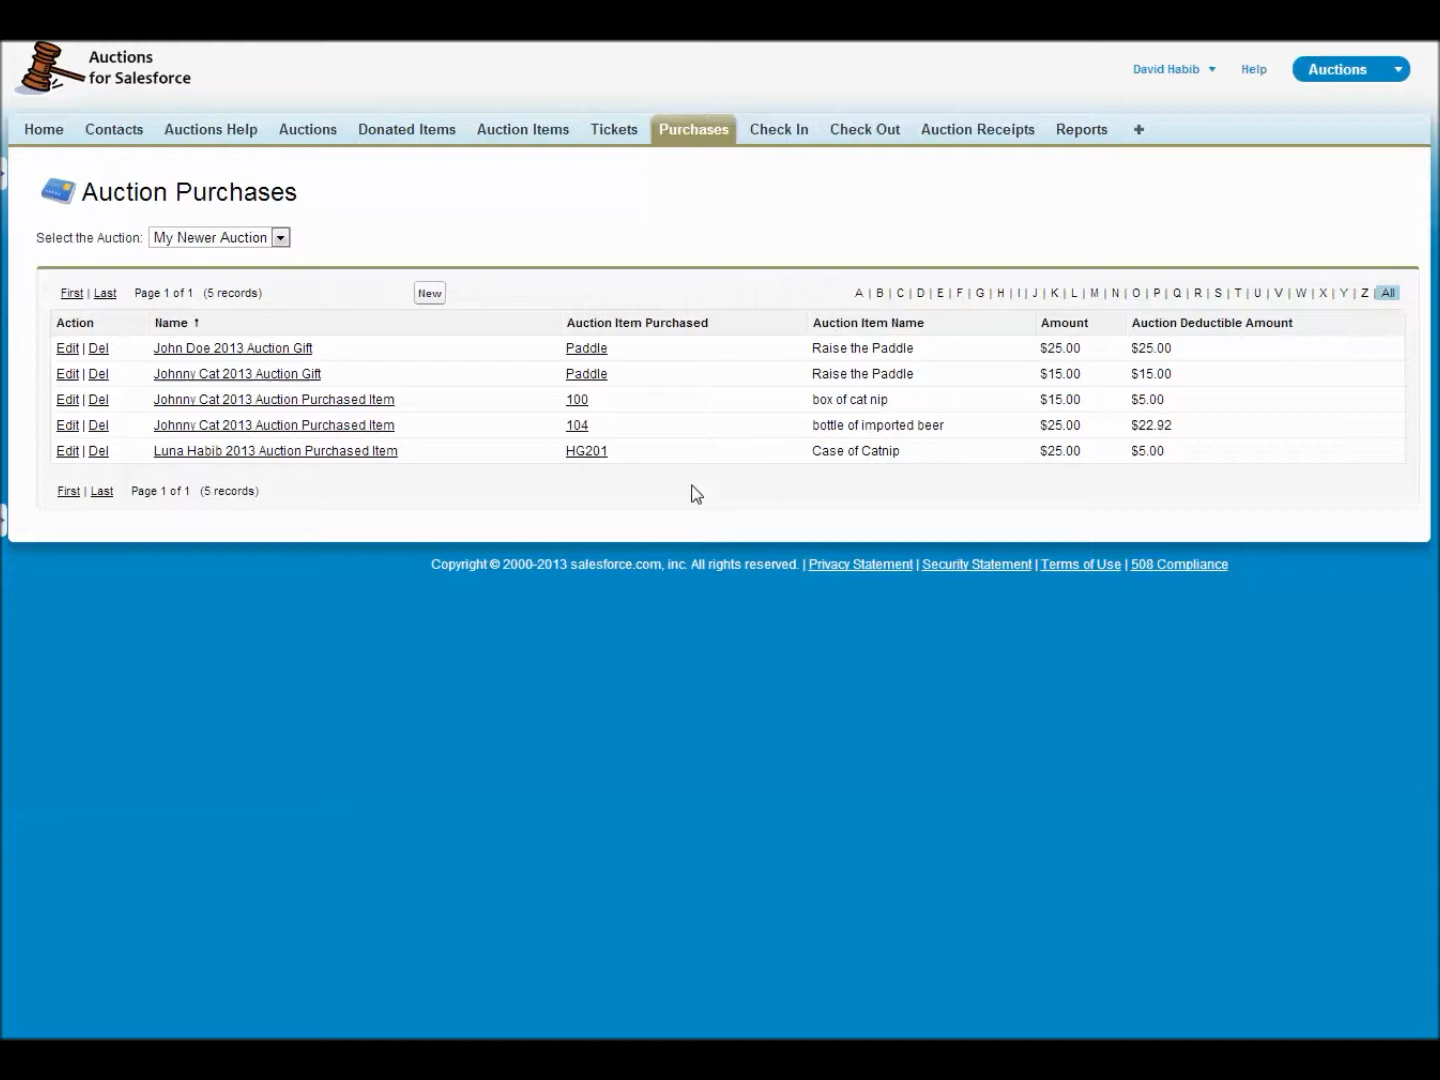 Auctions
for Salesforce
David Habib
Help
Auctions
Home Contacts Auctions Help Auctions Donated Items Auction Items Tickets Purchases Check In Check Out Auction Receipts Reports +
Auction Purchases
Select the Auction: My Newer Auction
First | Last Page 1 of 1 (5 records) New A | B | C | D | E | F | G | H | I | J | K | L | M | N | O | P | Q | R | S | T | U | V | W | X | Y | Z | All
Action Name ↑ Auction Item Purchased Auction Item Name Amount Auction Deductible Amount
Edit | Del John Doe 2013 Auction Gift Paddle Raise the Paddle $25.00 $25.00
Edit | Del Johnny Cat 2013 Auction Gift Paddle Raise the Paddle $15.00 $15.00
Edit | Del Johnny Cat 2013 Auction Purchased Item 100 box of cat nip $15.00 $5.00
Edit | Del Johnny Cat 2013 Auction Purchased Item 104 bottle of imported beer $25.00 $22.92
Edit | Del Luna Habib 2013 Auction Purchased Item HG201 Case of Catnip $25.00 $5.00
First | Last Page 1 of 1 (5 records)
Copyright © 2000-2013 salesforce.com, inc. All rights reserved. | Privacy Statement | Security Statement | Terms of Use | 508 Compliance